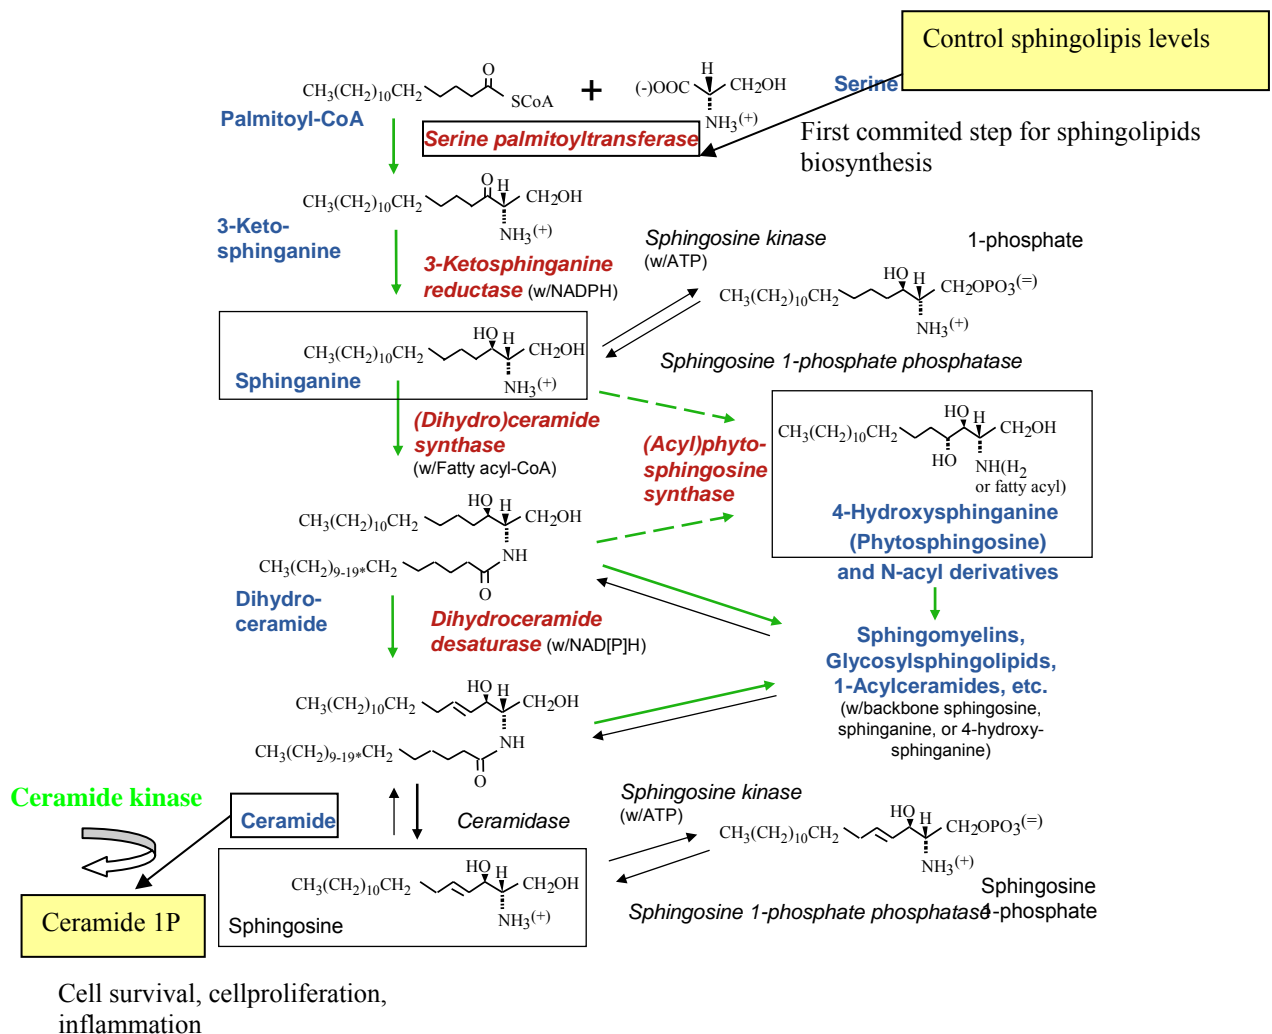 Control sphingolipis levels
CH3(CH2)10CH2
O
SCoA
+
(-)OOC
H
CH2OH
NH3(+)
Serine
Palmitoyl-CoA
Serine palmitoyltransferase
First commited step for sphingolipids
biosynthesis
CH3(CH2)10CH2
O
H
CH2OH
NH3(+)
3-Keto-
sphinganine
3-Ketosphinganine
reductase (w/NADPH)
Sphingosine kinase
(w/ATP)
1-phosphate
CH3(CH2)10CH2
HO
H
CH2OPO3(=)
NH3(+)
Sphingosine 1-phosphate phosphatase
CH3(CH2)10CH2
HO
H
CH2OH
NH3(+)
Sphinganine
(Dihydro)ceramide
synthase
(w/Fatty acyl-CoA)
(Acyl)phyto-
sphingosine
synthase
CH3(CH2)10CH2
HO
H
CH2OH
HO
NH(H2
or fatty acyl)
4-Hydroxysphinganine
(Phytosphingosine)
and N-acyl derivatives
CH3(CH2)10CH2
HO
H
CH2OH
NH
CH3(CH2)9-19*CH2
O
Dihydro-
ceramide
Dihydroceramide
desaturase (w/NAD[P]H)
Sphingomyelins,
Glycosylsphingolipids,
1-Acylceramides, etc.
(w/backbone sphingosine,
sphinganine, or 4-hydroxy-
sphinganine)
CH3(CH2)10CH2
HO
H
CH2OH
NH
CH3(CH2)9-19*CH2
O
Ceramide kinase
Ceramide
Ceramidase
Sphingosine kinase
(w/ATP)
CH3(CH2)10CH2
HO
H
CH2OPO3(=)
NH3(+)
Sphingosine
1-phosphate
Sphingosine 1-phosphate phosphatase
CH3(CH2)10CH2
HO
H
CH2OH
NH3(+)
Sphingosine
Ceramide 1P
Cell survival, cellproliferation,
inflammation